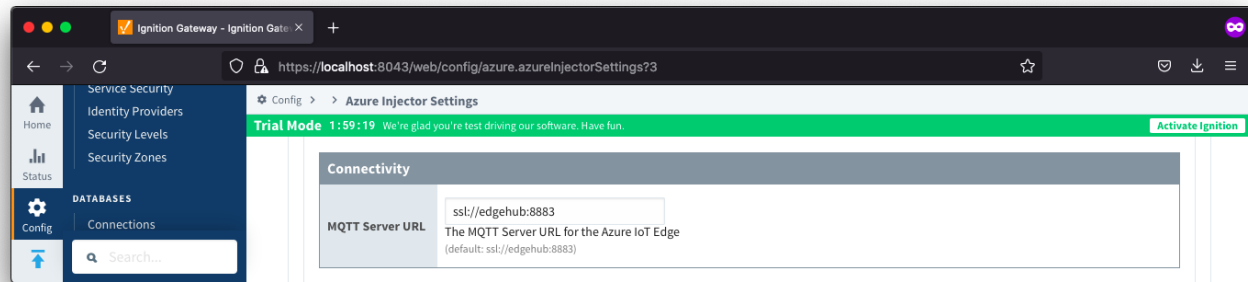 Ignition Gateway - Ignition Gate
https://localhost:8043/web/config/azure.azureInjectorSettings?3
Home
Status
Config
Service Security
Identity Providers
Security Levels
Security Zones
DATABASES
Connections
Search...
Config > > Azure Injector Settings
Trial Mode 1:59:19 We're glad you're test driving our software. Have fun.
Activate Ignition
Connectivity
MQTT Server URL
ssl://edgehub:8883
The MQTT Server URL for the Azure IoT Edge
(default: ssl://edgehub:8883)